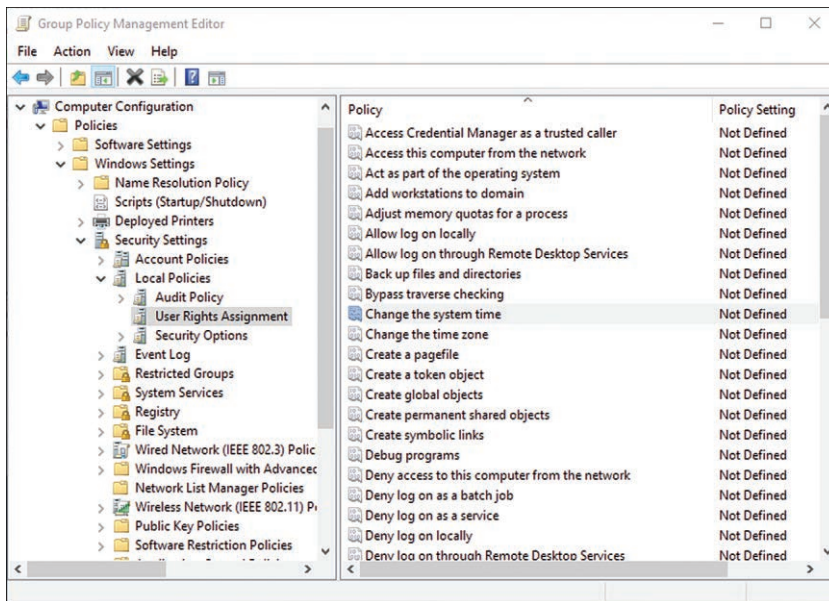 Group Policy Management Editor
File Action View Help
Computer Configuration
Policies
Software Settings
Windows Settings
Name Resolution Policy
Scripts (Startup/Shutdown)
Deployed Printers
Security Settings
Account Policies
Local Policies
Audit Policy
User Rights Assignment
Security Options
Event Log
Restricted Groups
System Services
Registry
File System
Wired Network (IEEE 802.3) Polic
Windows Firewall with Advanced
Network List Manager Policies
Wireless Network (IEEE 802.11) P
Public Key Policies
Software Restriction Policies
Policy Policy Setting
Access Credential Manager as a trusted caller Not Defined
Access this computer from the network Not Defined
Act as part of the operating system Not Defined
Add workstations to domain Not Defined
Adjust memory quotas for a process Not Defined
Allow log on locally Not Defined
Allow log on through Remote Desktop Services Not Defined
Back up files and directories Not Defined
Bypass traverse checking Not Defined
Change the system time Not Defined
Change the time zone Not Defined
Create a pagefile Not Defined
Create a token object Not Defined
Create global objects Not Defined
Create permanent shared objects Not Defined
Create symbolic links Not Defined
Debug programs Not Defined
Deny access to this computer from the network Not Defined
Deny log on as a batch job Not Defined
Deny log on as a service Not Defined
Deny log on locally Not Defined
Deny log on through Remote Desktop Services Not Defined